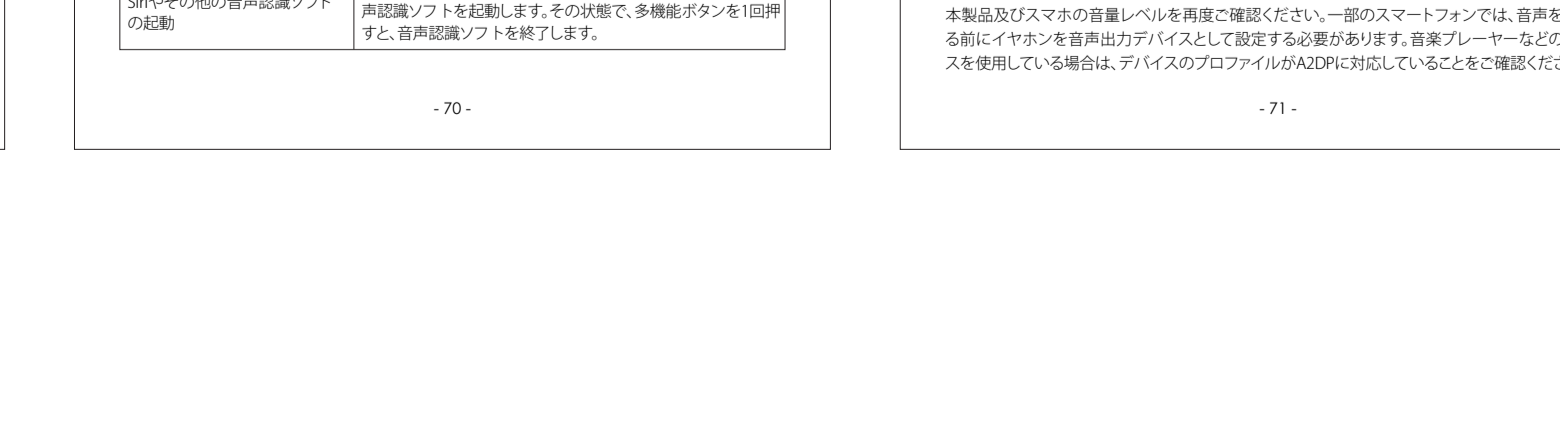 Siriやその他の音声認識ソフト
の起動
声認識ソフトを起動します。その状態で、多機能ボタンを1回押
すと、音声認識ソフトを終了します。
- 70 -
本製品及びスマホの音量レベルを再度ご確認ください。一部のスマートフォンでは、音声を
る前にイヤホンを音声出力デバイスとして設定する必要があります。音楽プレーヤーなどの
スを使用している場合は、デバイスのプロファイルがA2DPに対応していることをご確認くださ
- 71 -